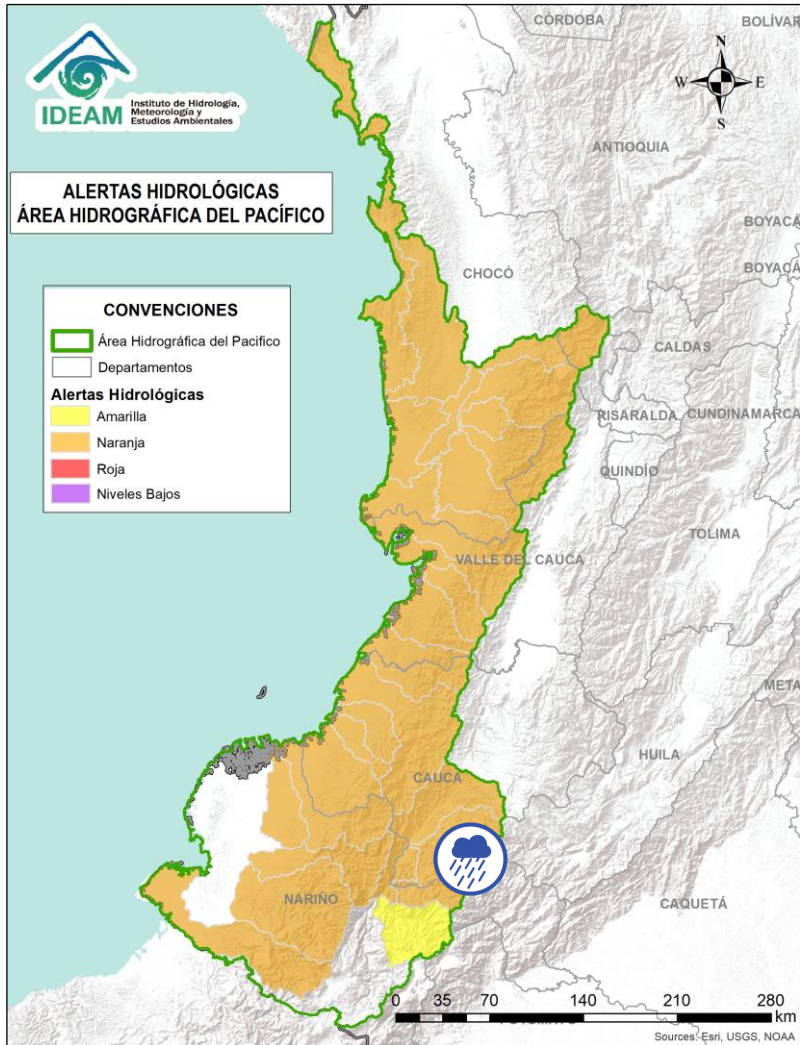 CÓRDOBA
BOLÍVAR
N
W E
S
IDEAM
Instituto de Hidrología,
Meteorología y
Estudios Ambientales
ANTIOQUIA
ALERTAS HIDROLÓGICAS
ÁREA HIDROGRÁFICA DEL PACÍFICO
BOYACÁ
BOYACÁ
CHOCÓ
CONVENCIONES
Área Hidrográfica del Pacifico
Departamentos
Alertas Hidrológicas
Amarilla
Naranja
Roja
Niveles Bajos
CALDAS
RISARALDA
CUNDINAMARCA
QUINDÍO
TOLIMA
VALLE DEL CAUCA
META
HUILA
CAUCA
NARIÑO
CAQUETÁ
0 35 70 140 210 280
km
Sources: Esri, USGS, NOAA